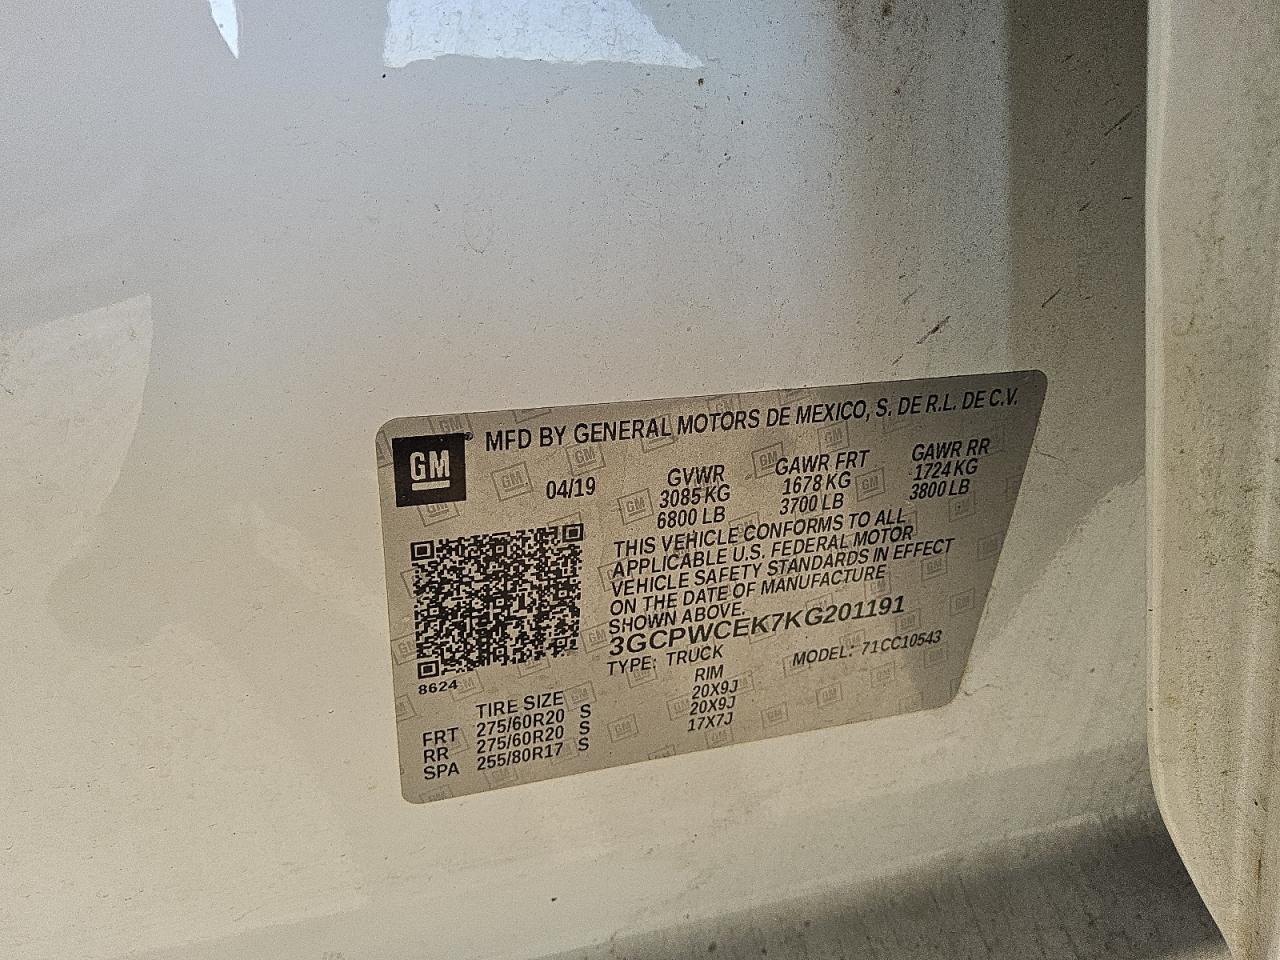 GM
MFD BY GENERAL MOTORS DE MEXICO, S. DE R.L. DE C.V.
04/19
GVWR GAWR FRT GAWR RR
3085 KG 1678 KG 1724 KG
6800 LB 3700 LB 3800 LB
THIS VEHICLE CONFORMS TO ALL
APPLICABLE U.S. FEDERAL MOTOR
VEHICLE SAFETY STANDARDS IN EFFECT
ON THE DATE OF MANUFACTURE
SHOWN ABOVE.
3GCPWCEK7KG201191
TYPE: TRUCK MODEL: 71CC10543
8624
TIRE SIZE RIM
FRT 275/60R20 S 20X9J
RR 275/60R20 S 20X9J
SPA 255/80R17 S 17X7J